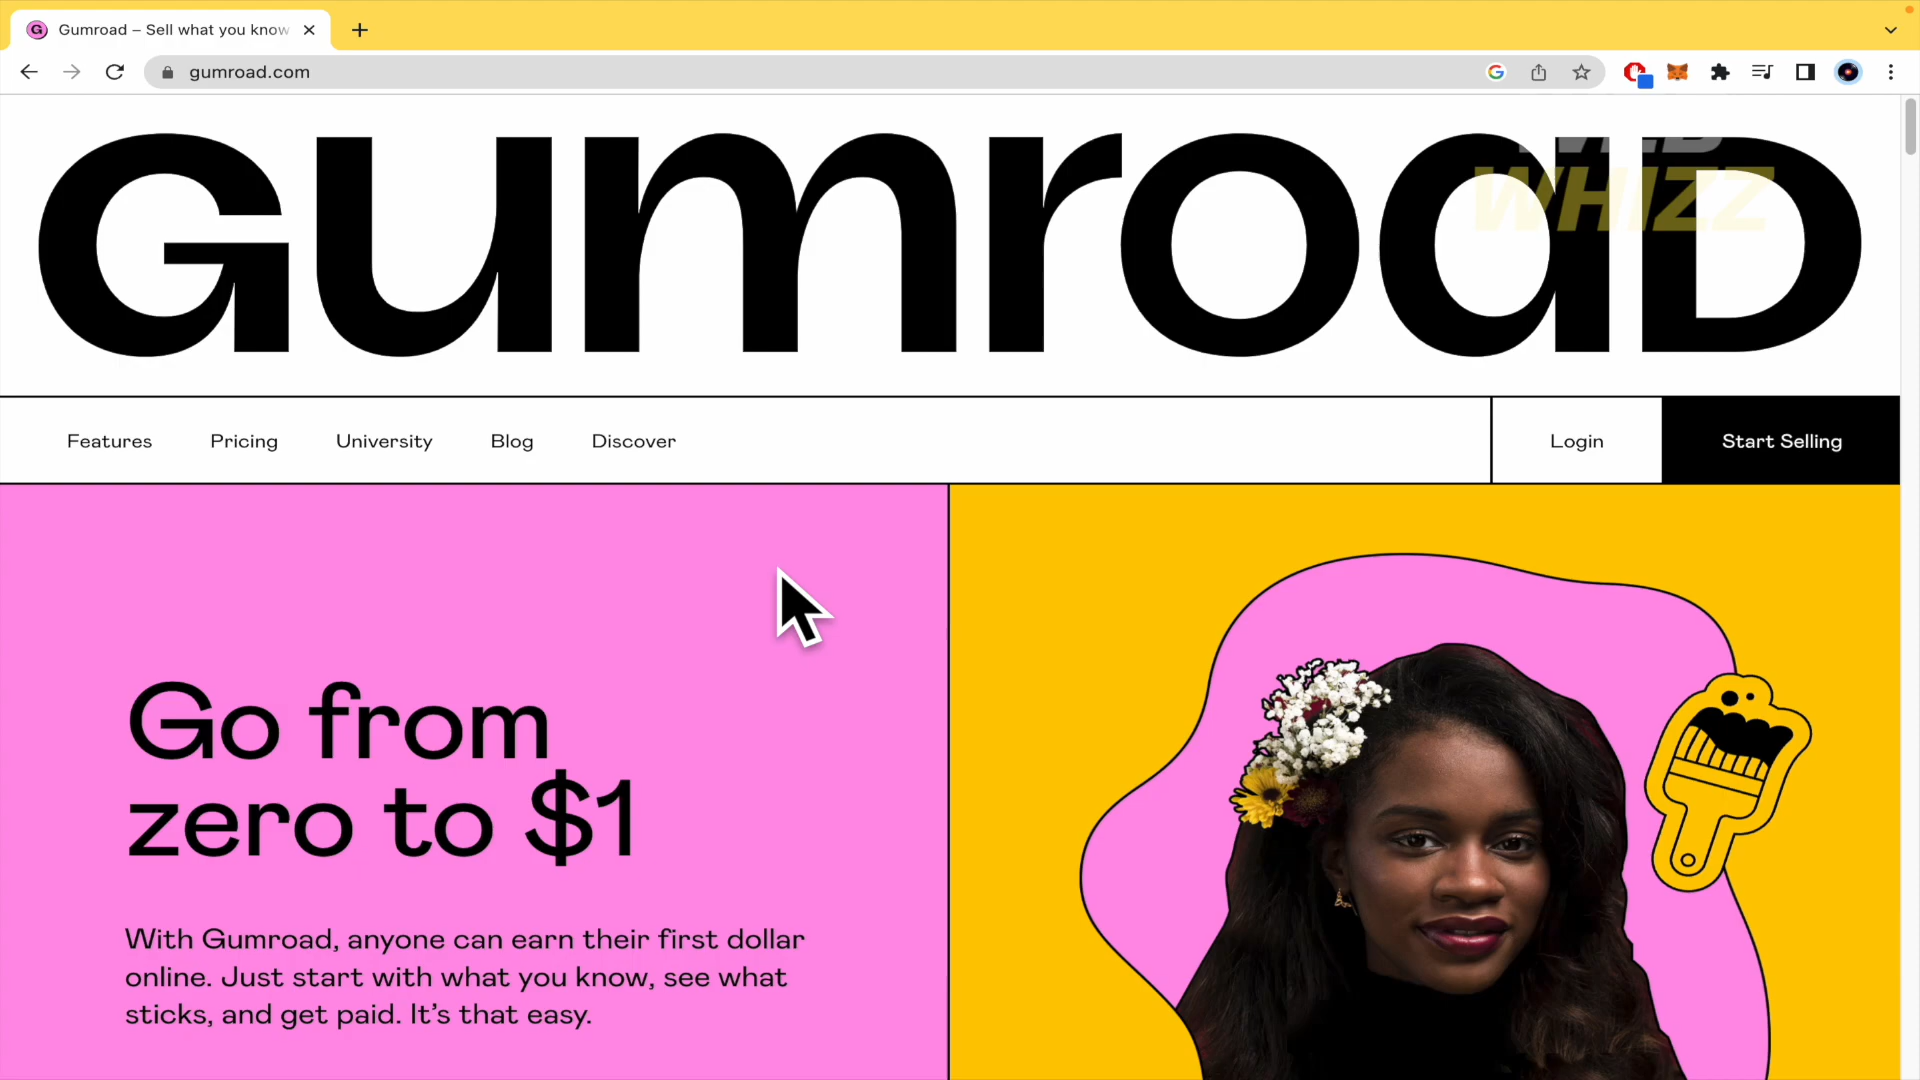 Gumroad – Sell what you know
gumroad.com
Gumroad
WHIZZ
Features Pricing University Blog Discover Login Start Selling
Go from
zero to $1
With Gumroad, anyone can earn their first dollar
online. Just start with what you know, see what
sticks, and get paid. It’s that easy.